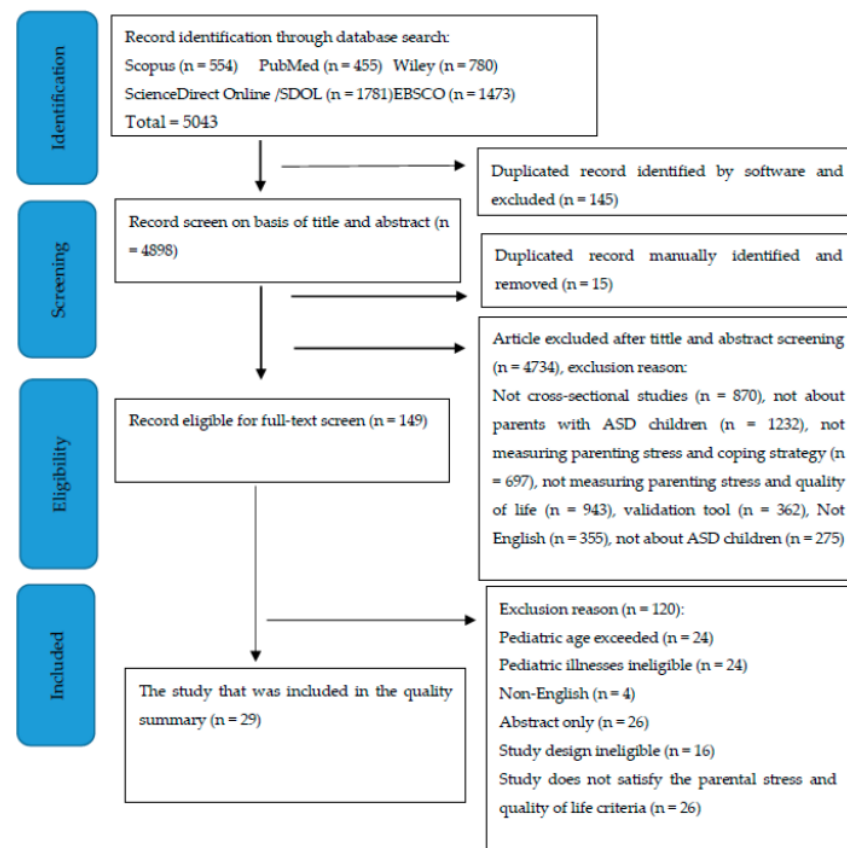 Identification
Record identification through database search:
Scopus (n = 554) PubMed (n = 455) Wiley (n = 780)
ScienceDirect Online /SDOL (n = 1781)EBSCO (n = 1473)
Total = 5043
Duplicated record identified by software and
excluded (n = 145)
Screening
Record screen on basis of title and abstract (n
= 4898)
Duplicated record manually identified and
removed (n = 15)
Article excluded after tittle and abstract screening
(n = 4734), exclusion reason:
Not cross-sectional studies (n = 870), not about
parents with ASD children (n = 1232), not
measuring parenting stress and coping strategy (n
= 697), not measuring parenting stress and quality
of life (n = 943), validation tool (n = 362), Not
English (n = 355), not about ASD children (n = 275)
Eligibility
Record eligible for full-text screen (n = 149)
Exclusion reason (n = 120):
Pediatric age exceeded (n = 24)
Pediatric illnesses ineligible (n = 24)
Non-English (n = 4)
Abstract only (n = 26)
Study design ineligible (n = 16)
Study does not satisfy the parental stress and
quality of life criteria (n = 26)
Included
The study that was included in the quality
summary (n = 29)